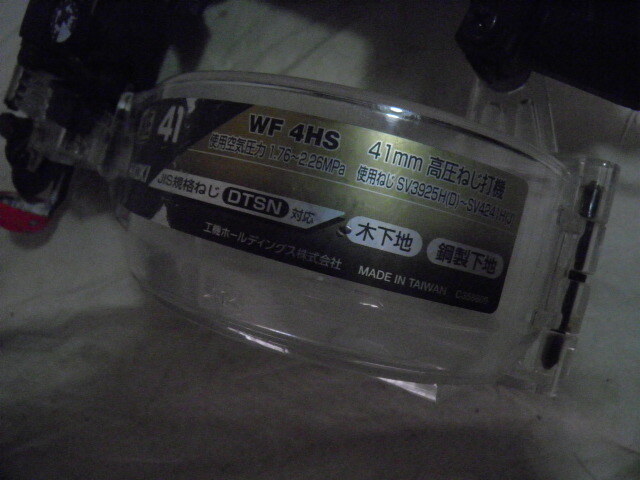 41
WF 4HS
41mm 高圧ねじ打機
使用空気圧力 1.76~2.26MPa
使用ねじ SV3925H(D)~SV4241HD
JIS規格ねじ DTSN 対応
木下地
鋼製下地
工機ホールディングス株式会社
MADE IN TAIWAN